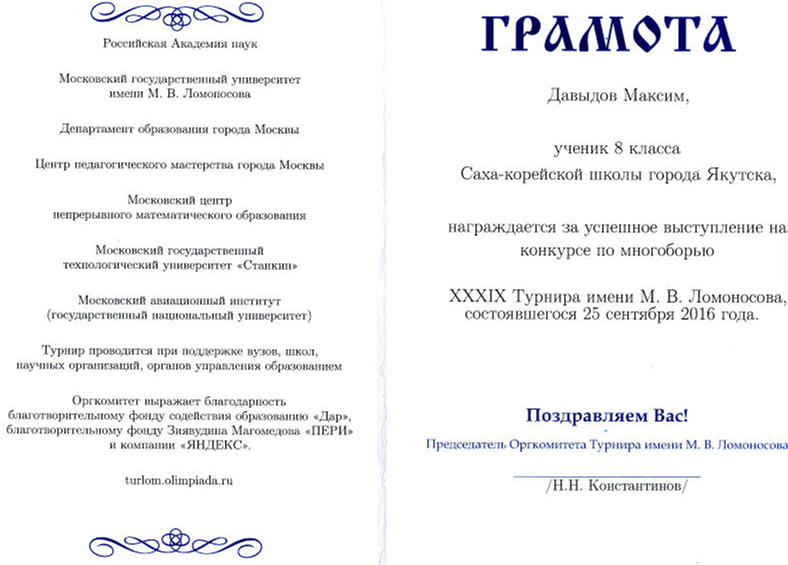 Российская Академия наук
Московский государственный университет
имени М. В. Ломоносова
Департамент образования города Москвы
Центр педагогического мастерства города Москвы
Московский центр
непрерывного математического образования
Московский государственный
технологический университет «Станкин»
Московский авиационный институт
(государственный национальный университет)
Турнир проводится при поддержке вузов, школ,
научных организаций, органов управления образованием
Оргкомитет выражает благодарность
благотворительному фонду содействия образованию «Дар»,
благотворительному фонду Зиявудина Магомедова «ПЕРИ»
и компании «ЯНДЕКС».
turlom.olimpiada.ru
ГРАМОТА
Давыдов Максим,
ученик 8 класса
Саха-корейской школы города Якутска,
награждается за успешное выступление на
конкурсе по многоборью
XXXIX Турнира имени М. В. Ломоносова,
состоявшегося 25 сентября 2016 года.
Поздравляем Вас!
Председатель Оргкомитета Турнира имени М. В. Ломоносова
/Н.Н. Константинов/